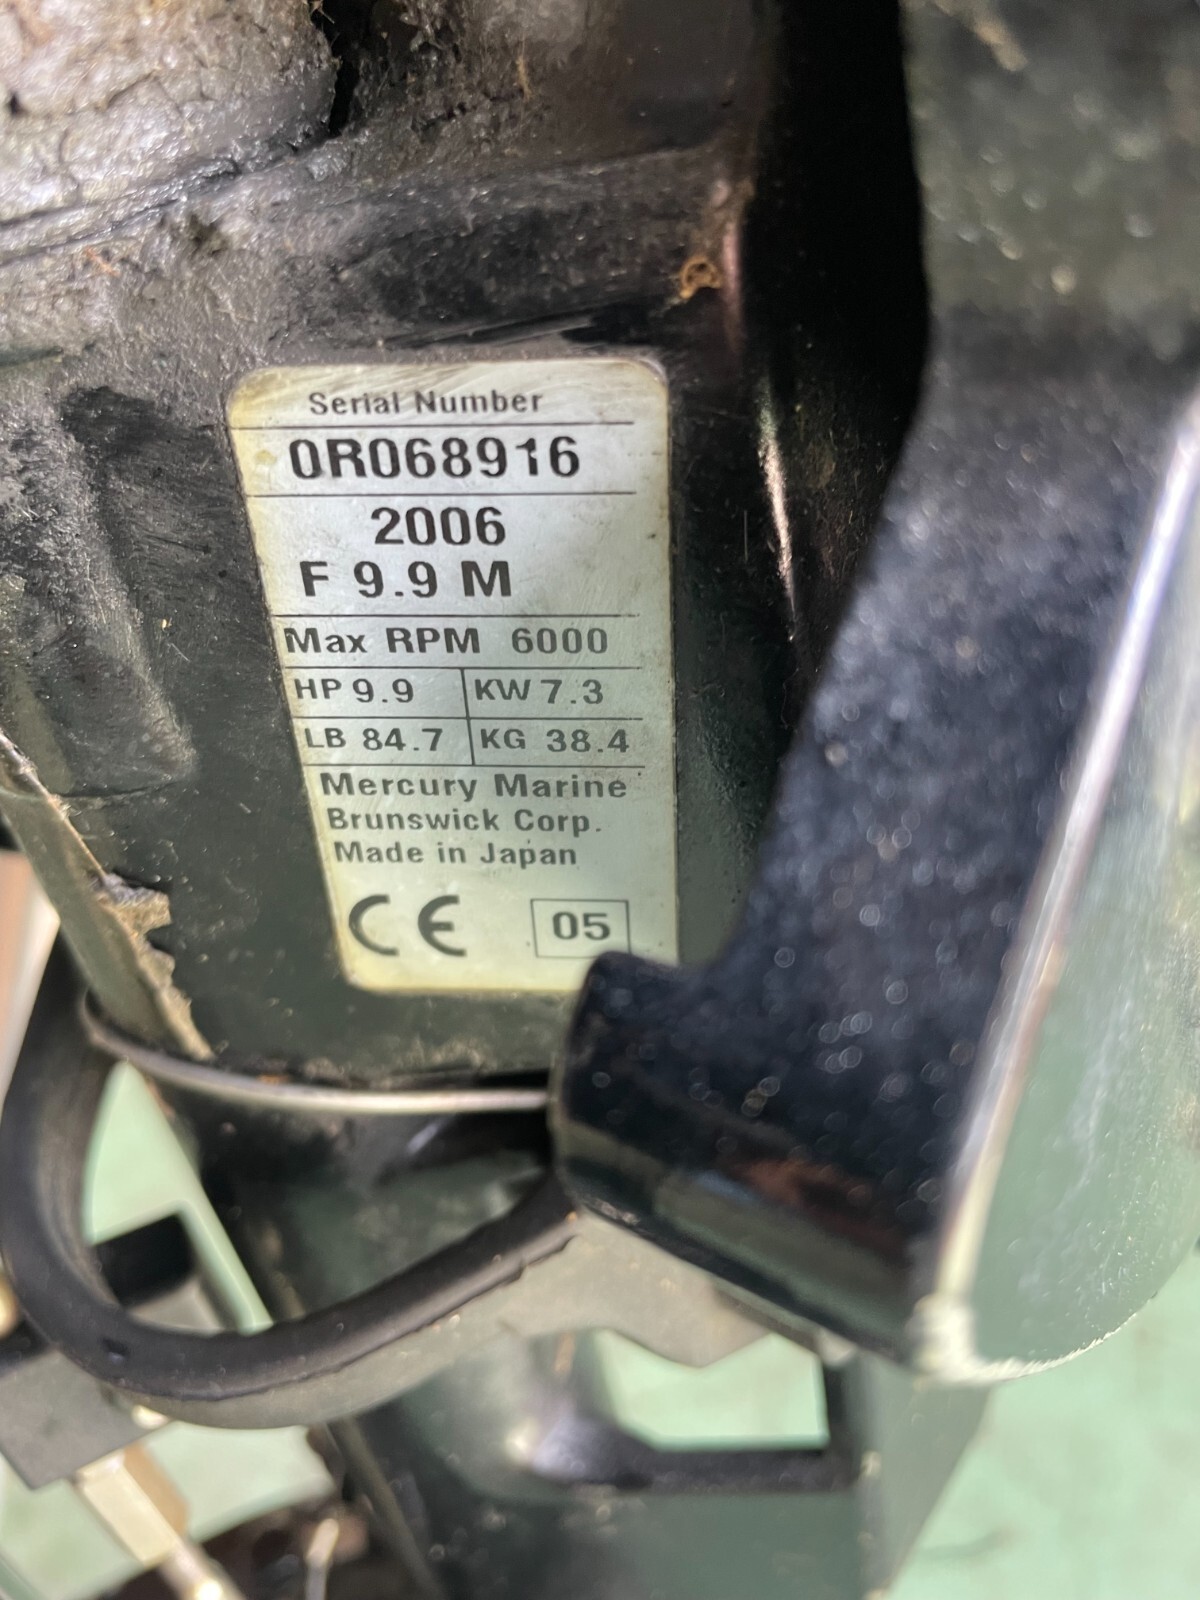 Serial Number
0R068916
2006
F 9.9 M
Max RPM 6000
HP 9.9 KW 7.3
LB 84.7 KG 38.4
Mercury Marine
Brunswick Corp.
Made in Japan
CE 05